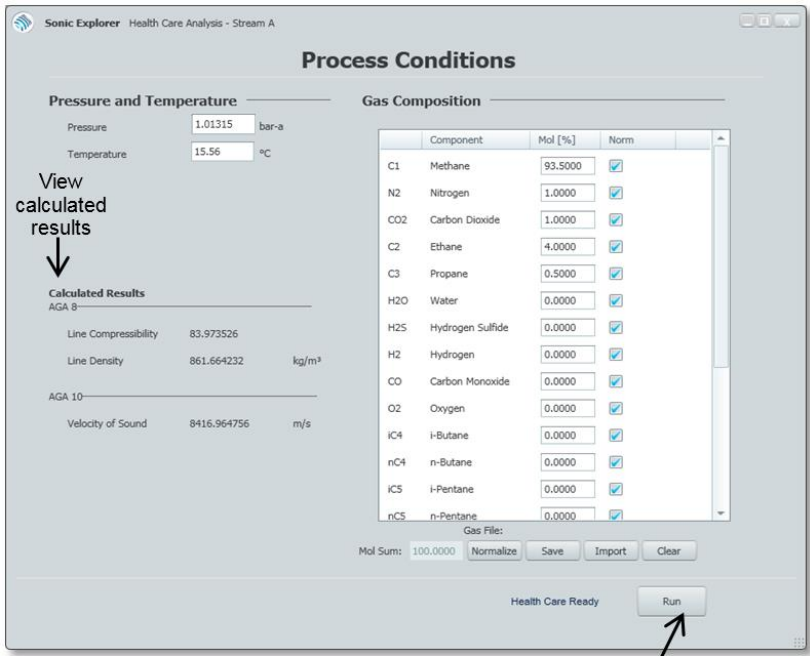 Sonic Explorer Health Care Analysis - Stream A
Process Conditions
Pressure and Temperature
Pressure 1.01315 bar-a
Temperature 15.56 ºC
View
calculated
results
Calculated Results
AGA 8
Line Compressibility 83.973526
Line Density 861.664232 kg/m³
AGA 10
Velocity of Sound 8416.964756 m/s
Gas Composition
Component Mol [%] Norm
C1 Methane 93.5000
N2 Nitrogen 1.0000
CO2 Carbon Dioxide 1.0000
C2 Ethane 4.0000
C3 Propane 0.5000
H2O Water 0.0000
H2S Hydrogen Sulfide 0.0000
H2 Hydrogen 0.0000
CO Carbon Monoxide 0.0000
O2 Oxygen 0.0000
iC4 i-Butane 0.0000
nC4 n-Butane 0.0000
iC5 i-Pentane 0.0000
nC5 n-Pentane 0.0000
Gas File:
Mol Sum: 100.0000 Normalize Save Import Clear
Health Care Ready Run